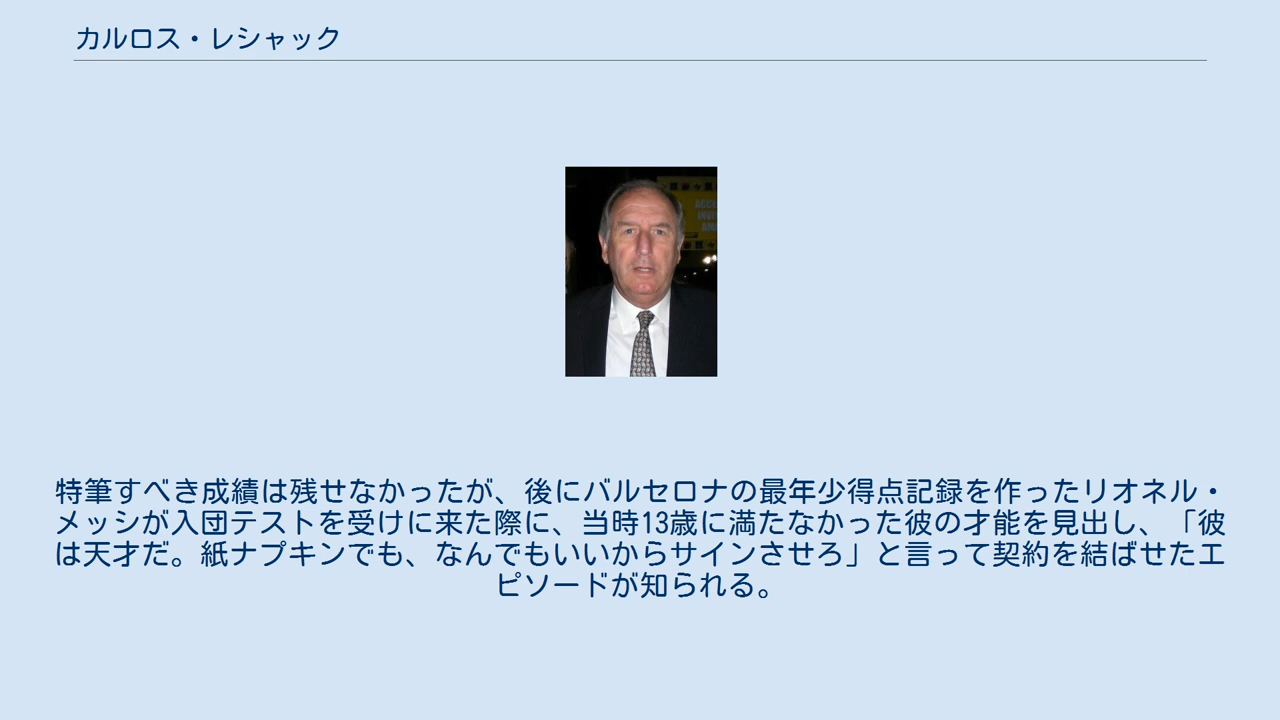 カルロス・レシャック
特筆すべき成績は残せなかったが、後にバルセロナの最年少得点記録を作ったリオネル・
メッシが入団テストを受けに来た際に、当時13歳に満たなかった彼の才能を見出し、「彼
は天才だ。紙ナプキンでも、なんでもいいからサインさせろ」と言って契約を結ばせたエ
ピソードが知られる。